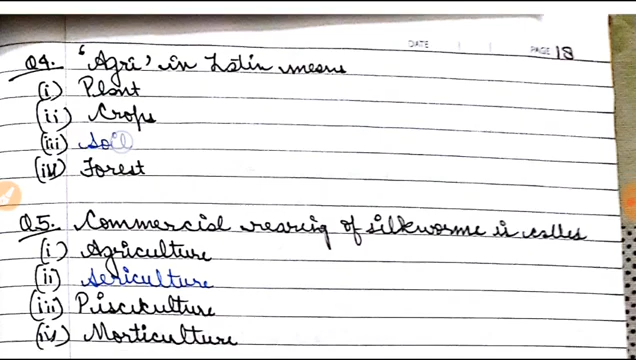 DATE PAGE 18
Q4. 'Agri' in Latin means
(i) Plant
(ii) Crops
(iii) Soil
(iv) Forest
Q5. Commercial rearing of silkworms is called
(i) Agriculture
(ii) Sericulture
(iii) Pisciculture
(iv) Morticulture